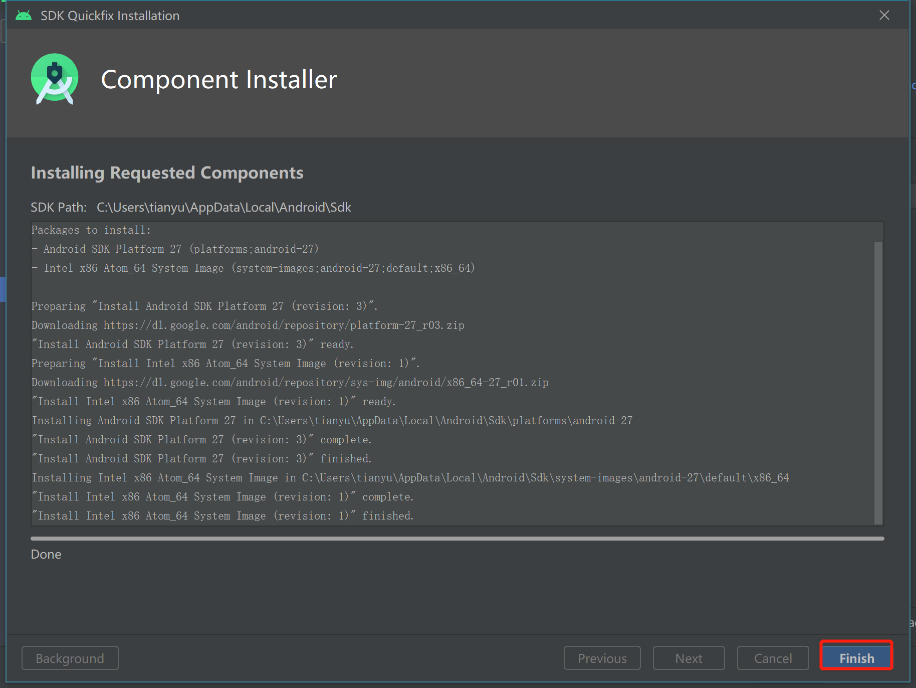 SDK Quickfix Installation
Component Installer
Installing Requested Components
SDK Path: C:\Users\tianyu\AppData\Local\Android\Sdk
Packages to install:
- Android SDK Platform 27 (platforms;android-27)
- Intel x86 Atom_64 System Image (system-images;android-27;default;x86_64)
Preparing "Install Android SDK Platform 27 (revision: 3)".
Downloading https://dl.google.com/android/repository/platform-27_r03.zip
"Install Android SDK Platform 27 (revision: 3)" ready.
Preparing "Install Intel x86 Atom_64 System Image (revision: 1)".
Downloading https://dl.google.com/android/repository/sys-img/android/x86_64-27_r01.zip
"Install Intel x86 Atom_64 System Image (revision: 1)" ready.
Installing Android SDK Platform 27 in C:\Users\tianyu\AppData\Local\Android\Sdk\platforms\android-27
"Install Android SDK Platform 27 (revision: 3)" complete.
"Install Android SDK Platform 27 (revision: 3)" finished.
Installing Intel x86 Atom_64 System Image in C:\Users\tianyu\AppData\Local\Android\Sdk\system-images\android-27\default\x86_64
"Install Intel x86 Atom_64 System Image (revision: 1)" complete.
"Install Intel x86 Atom_64 System Image (revision: 1)" finished.
Done
Background
Previous
Next
Cancel
Finish